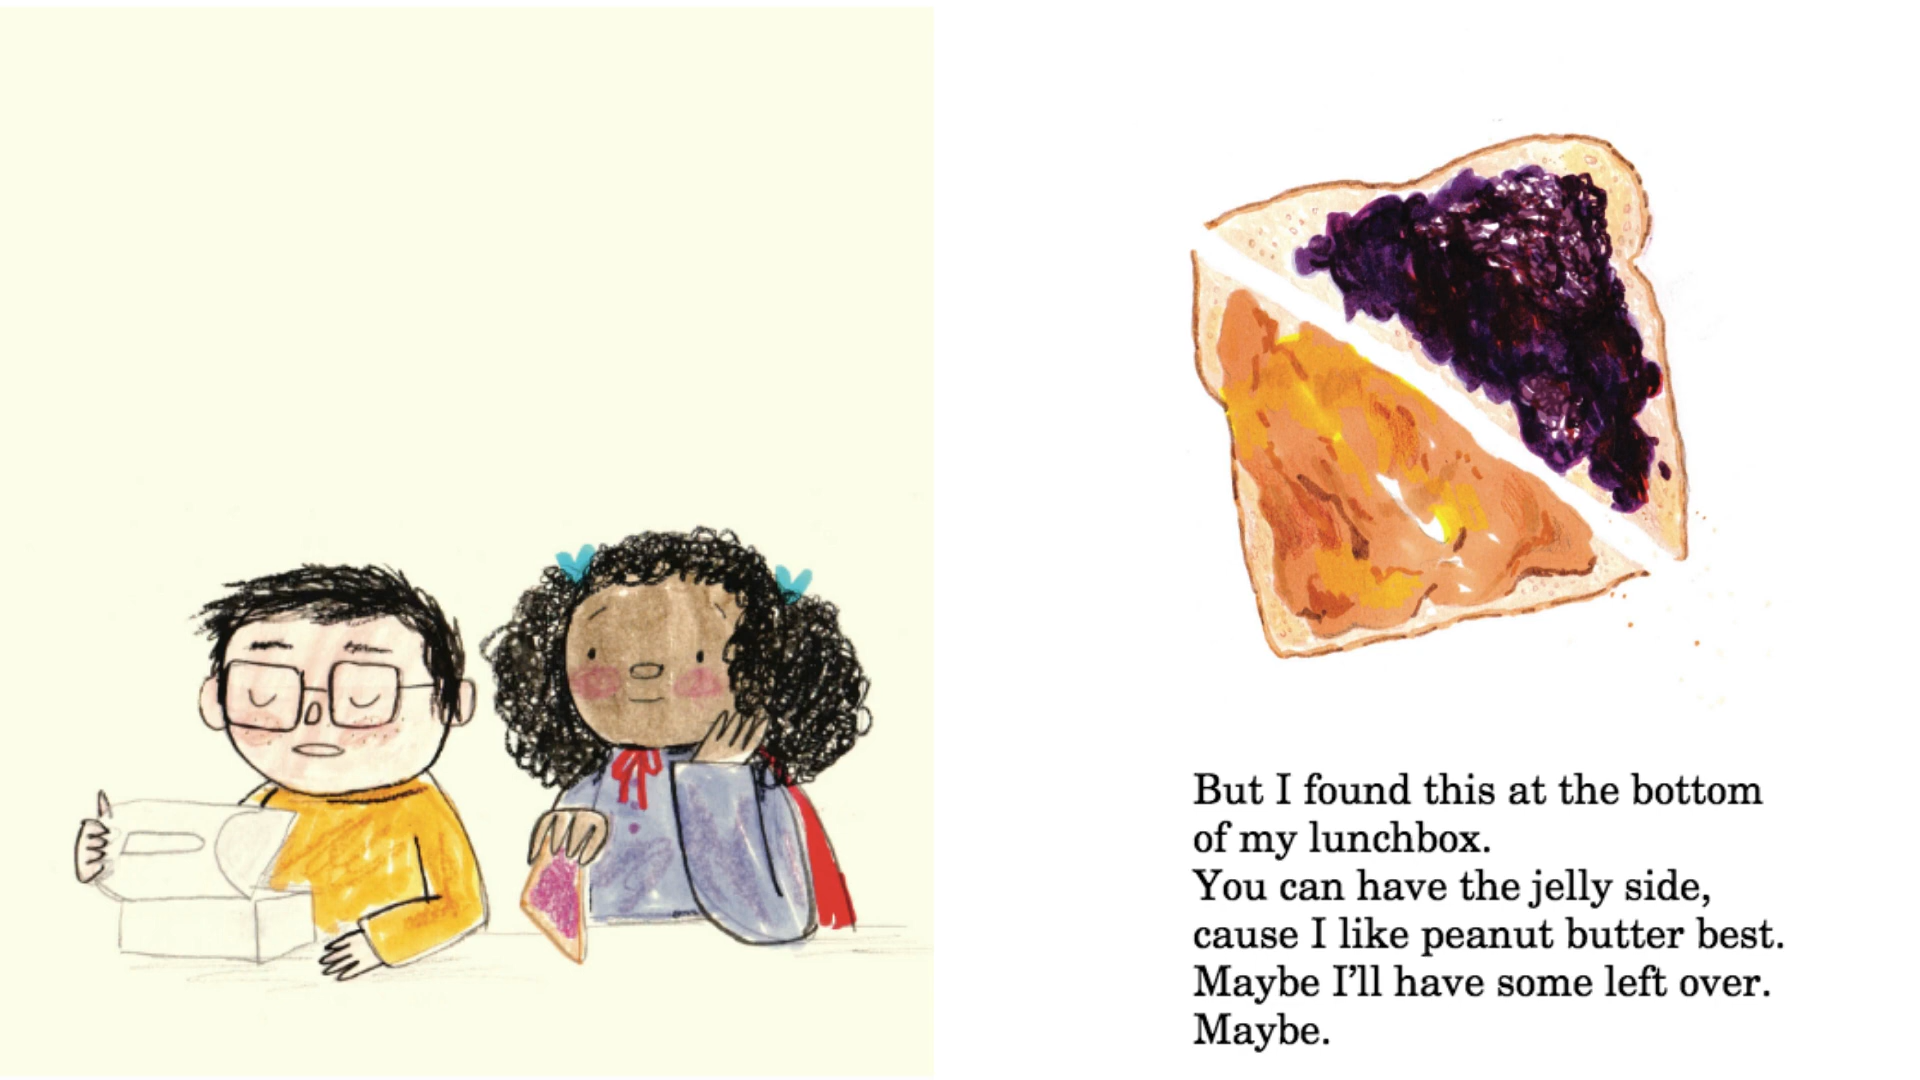 But I found this at the bottom
of my lunchbox.
You can have the jelly side,
cause I like peanut butter best.
Maybe I’ll have some left over.
Maybe.